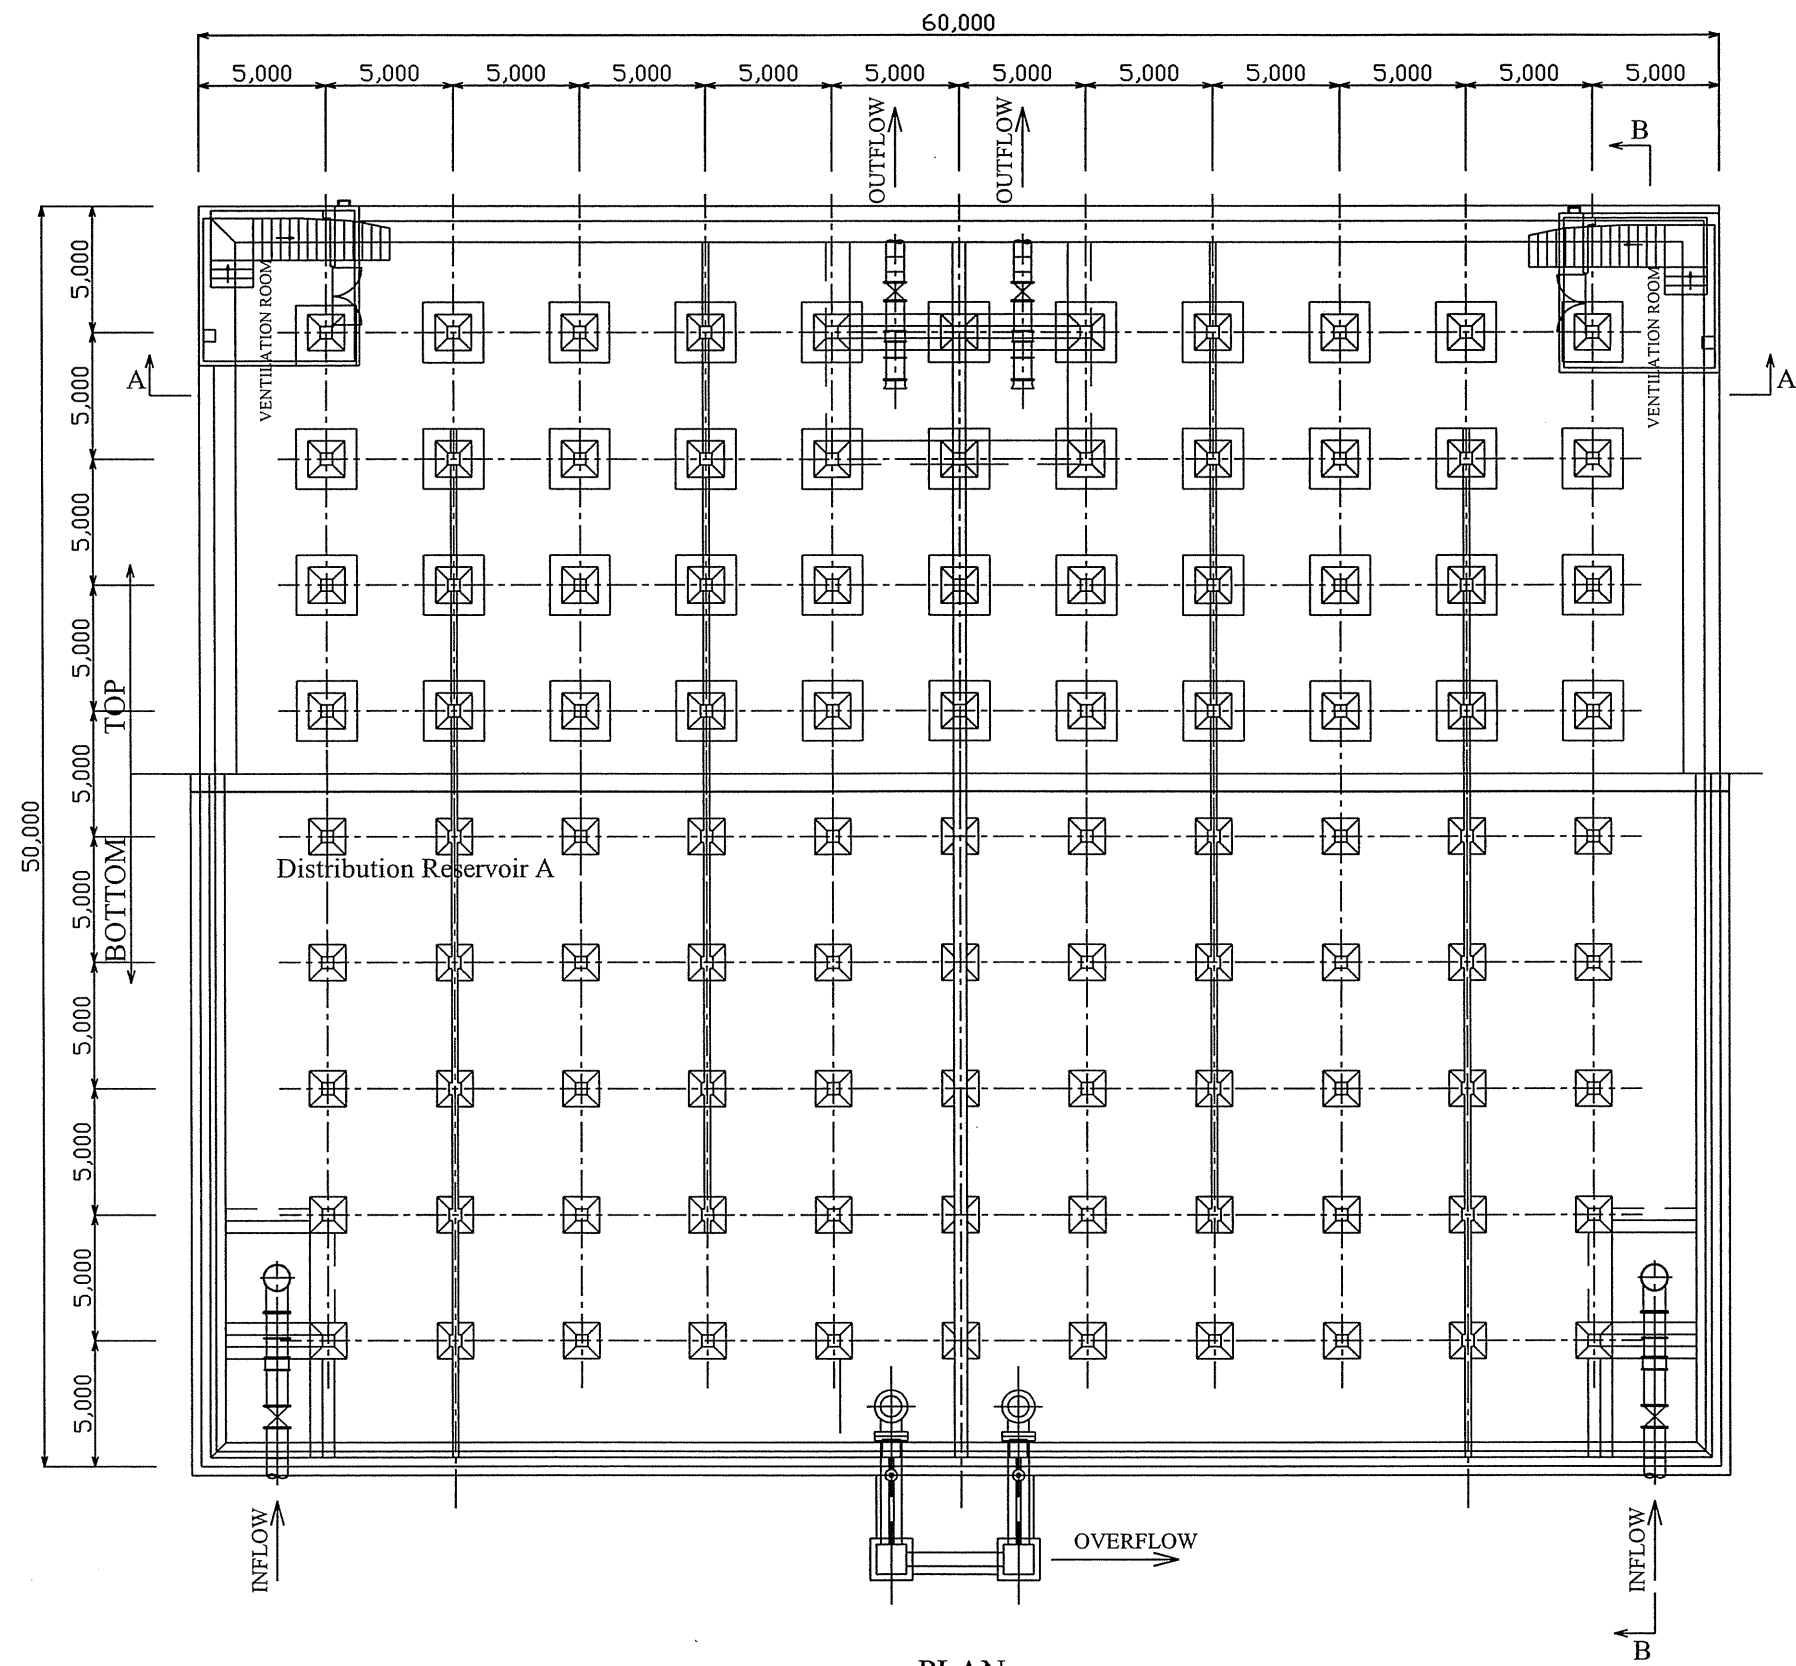 60,000
5,000 5,000 5,000 5,000 5,000 5,000 5,000 5,000 5,000 5,000 5,000 5,000
OUTFLOW
OUTFLOW
B
VENTILATION ROOM
VENTILATION ROOM
A
A
50,000
5,000
5,000
5,000
5,000
5,000
5,000
5,000
5,000
5,000
5,000
TOP
BOTTOM
Distribution Reservoir A
INFLOW
OVERFLOW
INFLOW
B
PLAN